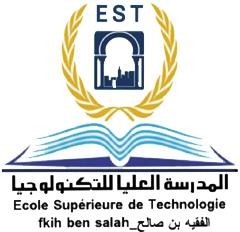 EST
المدرسة العليا للتكنولوجيا
Ecole Supérieure de Technologie
fkih ben salah_الفقيه بن صالح